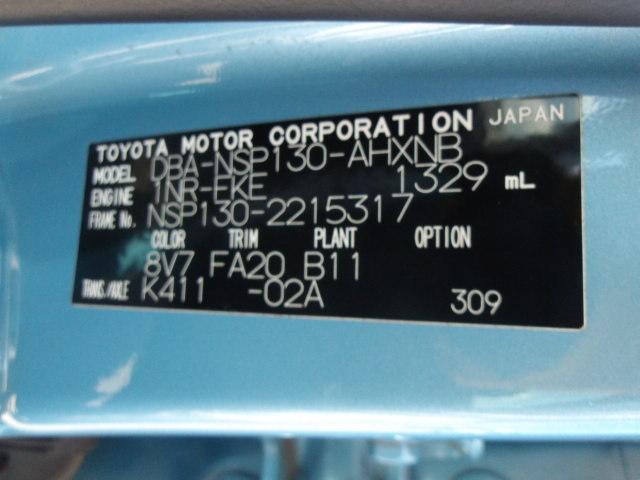 TOYOTA MOTOR CORPORATION JAPAN
MODEL DBA-NSP130-AHXNB
ENGINE 1NR-FKE 1329 mL
FRAME No. NSP130-2215317
COLOR TRIM PLANT OPTION
8V7 FA20 B11
TRANS./AXLE K411 -02A 309